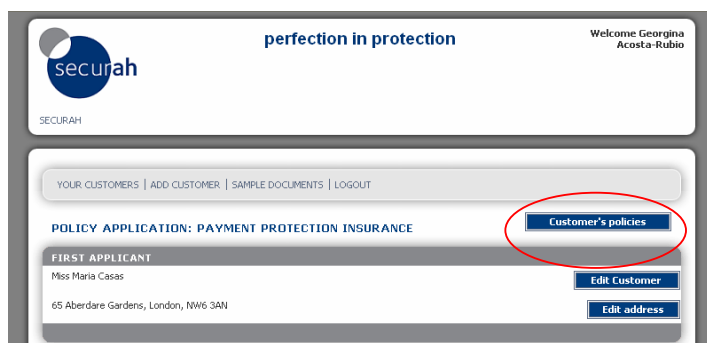 perfection in protection
Welcome Georgina
Acosta-Rubio
securah
SECURAH
YOUR CUSTOMERS | ADD CUSTOMER | SAMPLE DOCUMENTS | LOGOUT
Customer's policies
POLICY APPLICATION: PAYMENT PROTECTION INSURANCE
FIRST APPLICANT
Miss Maria Casas
Edit Customer
65 Aberdare Gardens, London, NW6 3AN
Edit address